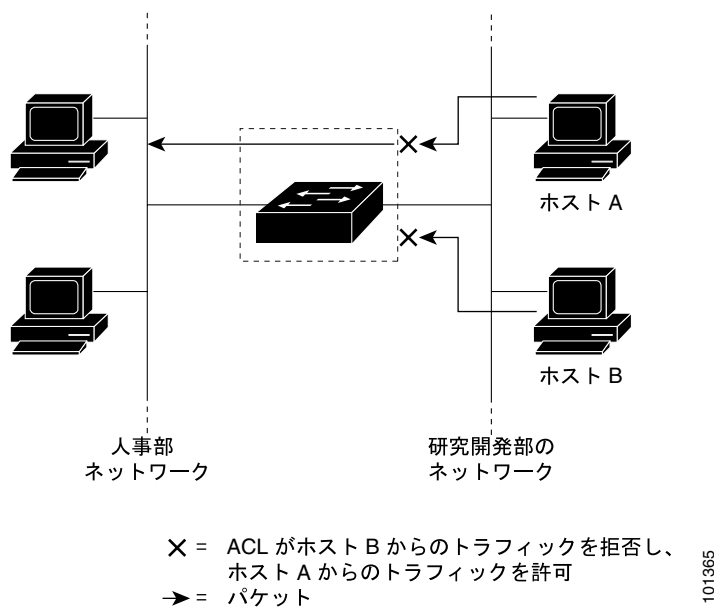 ホスト A
ホスト B
人事部
ネットワーク
研究開発部の
ネットワーク
✕ = ACL がホスト B からのトラフィックを拒否し、
ホスト A からのトラフィックを許可
➔ = パケット
101365